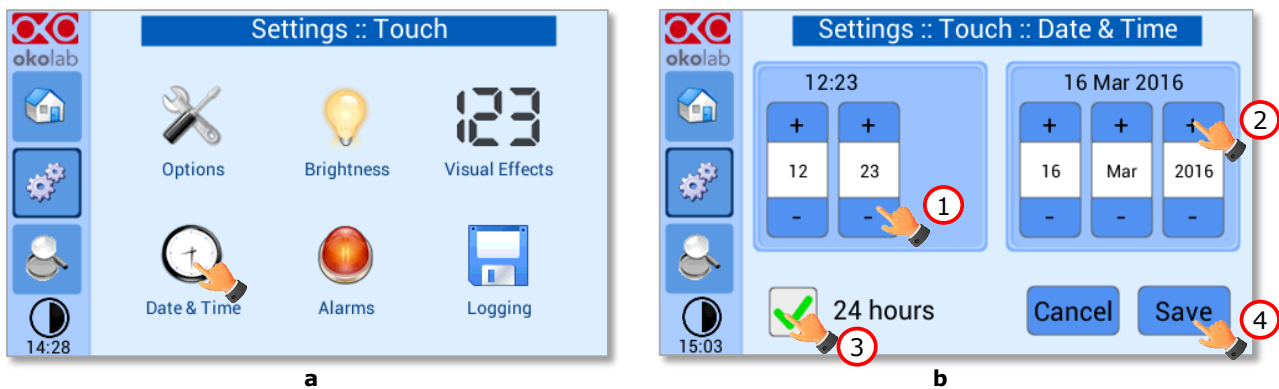 Settings :: Touch
okolab
Options
Brightness
123
Visual Effects
Date & Time
Alarms
Logging
14:28
a
Settings :: Touch :: Date & Time
okolab
12:23
16 Mar 2016
+ +
+ + +
2
12 23
16 Mar 2016
1
- -
- - -
24 hours
Cancel
Save
4
3
15:03
b